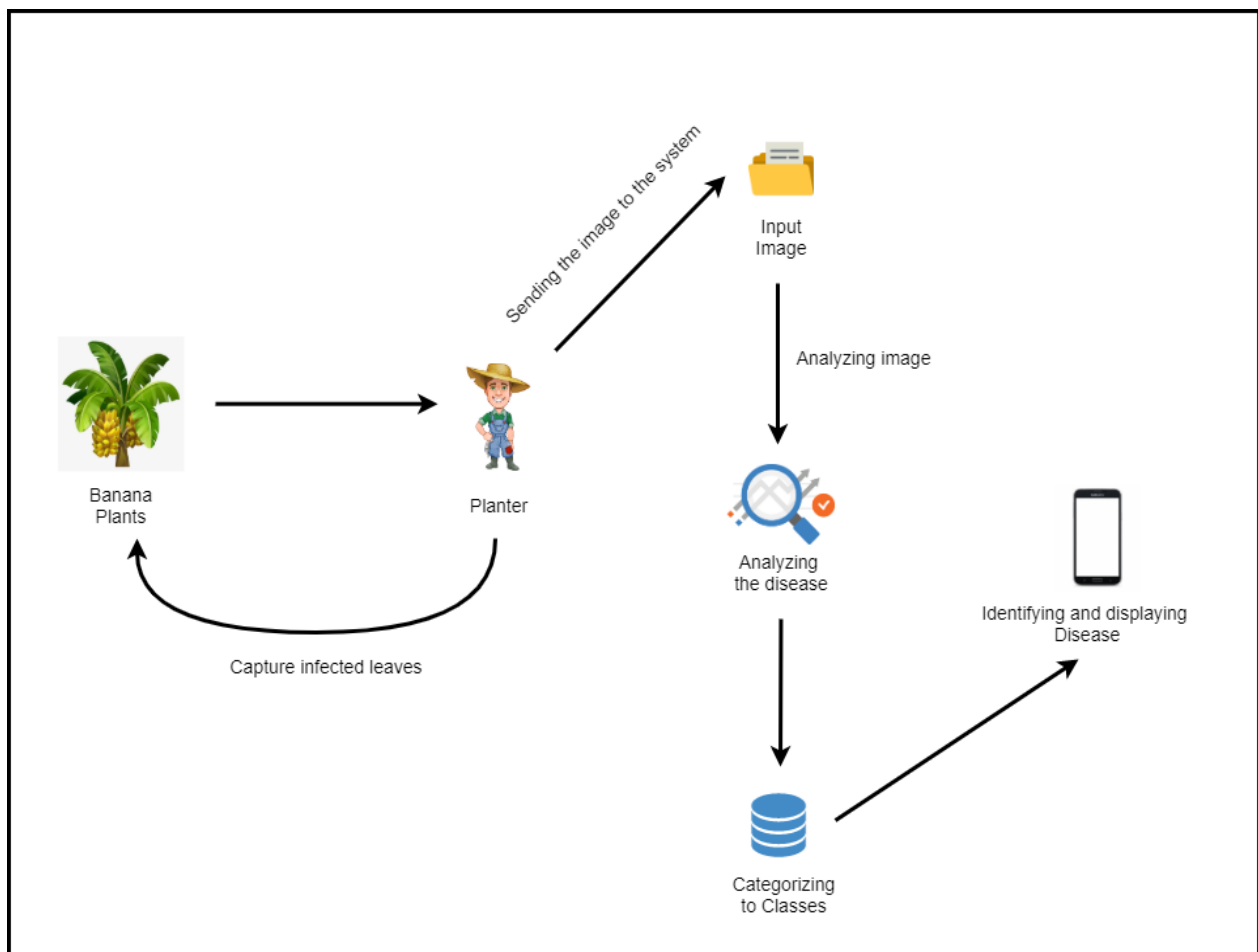 Sending the image to the system
Input
Image
Analyzing image
Banana
Plants
Planter
Analyzing
the disease
Identifying and displaying
Disease
Capture infected leaves
Categorizing
to Classes